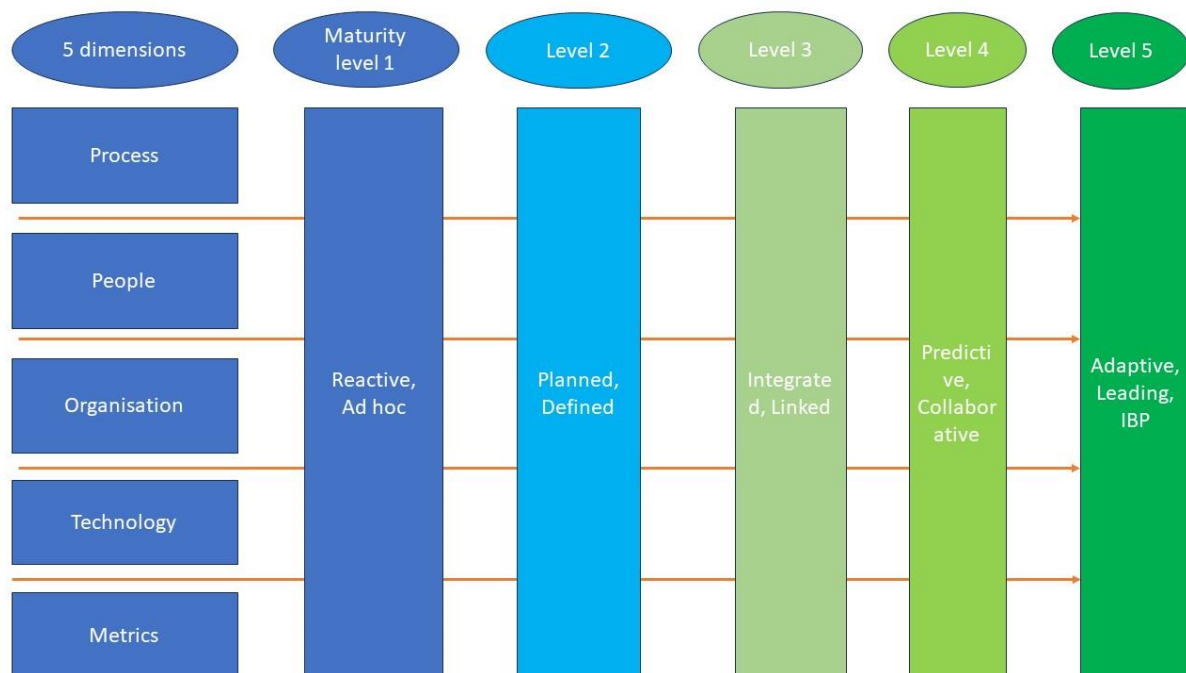 5 dimensions
Maturity
level 1
Level 2
Level 3
Level 4
Level 5
Process
People
Organisation
Technology
Metrics
Reactive,
Ad hoc
Planned,
Defined
Integrate
d, Linked
Predicti
ve,
Collabor
ative
Adaptive,
Leading,
IBP